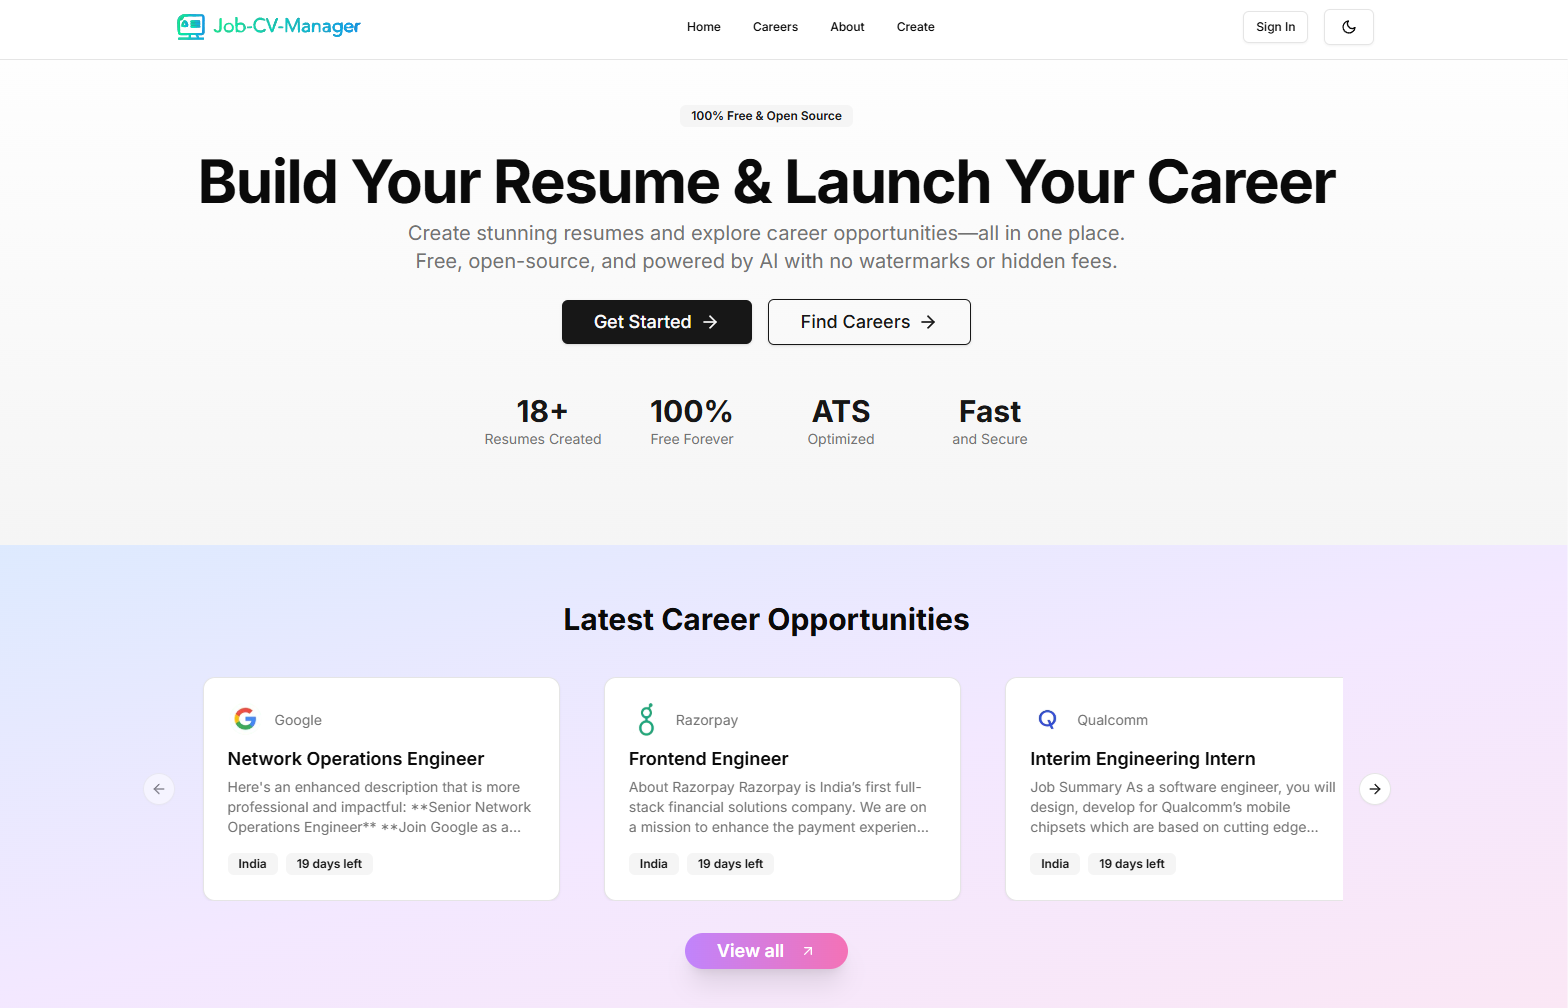 Job-CV-Manager
Home
Careers
About
Create
Sign In
100% Free & Open Source
Build Your Resume & Launch Your Career
Create stunning resumes and explore career opportunities—all in one place.
Free, open-source, and powered by AI with no watermarks or hidden fees.
Get Started
Find Careers
18+
Resumes Created
100%
Free Forever
ATS
Optimized
Fast
and Secure
Latest Career Opportunities
Google
Network Operations Engineer
Here's an enhanced description that is more
professional and impactful: **Senior Network
Operations Engineer** **Join Google as a...
India
19 days left
Razorpay
Frontend Engineer
About Razorpay Razorpay is India’s first full-
stack financial solutions company. We are on
a mission to enhance the payment experien...
India
19 days left
Qualcomm
Interim Engineering Intern
Job Summary As a software engineer, you will
design, develop for Qualcomm’s mobile
chipsets which are based on cutting edge...
India
19 days left
View all